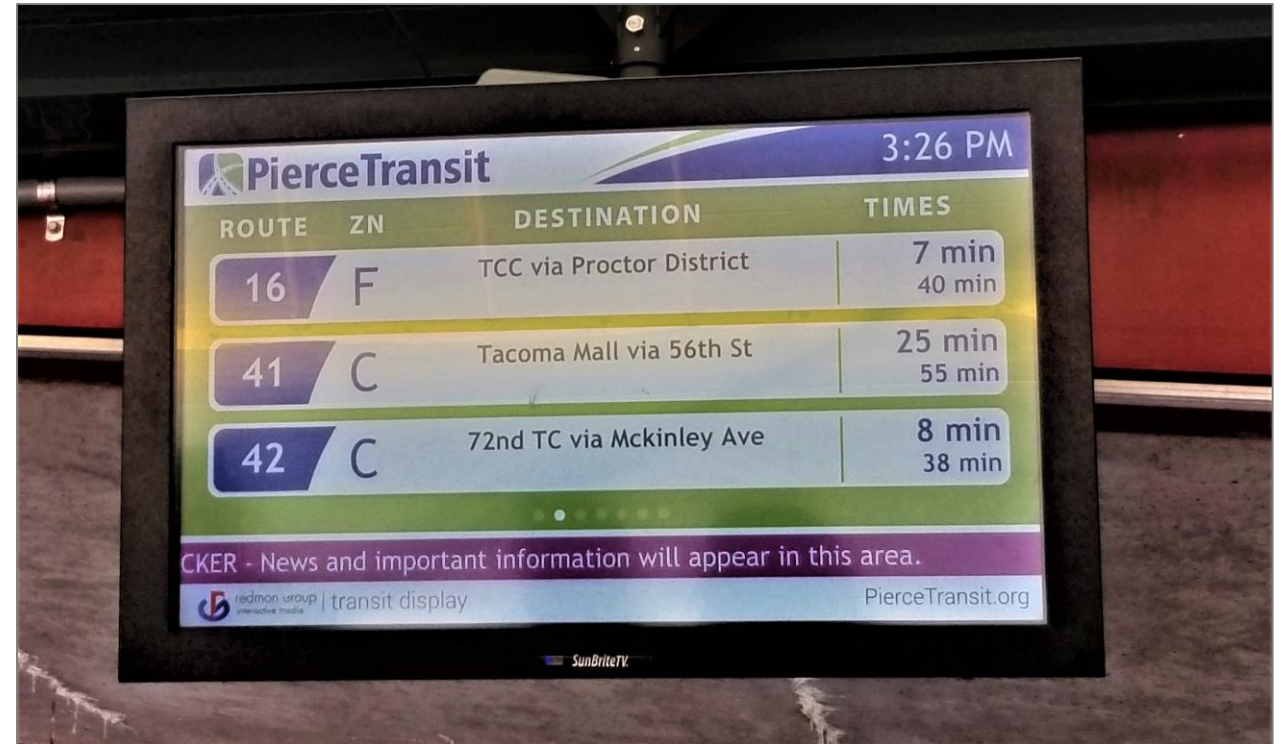 PierceTransit
3:26 PM
ROUTE ZN DESTINATION TIMES
16 F TCC via Proctor District 7 min
40 min
41 C Tacoma Mall via 56th St 25 min
55 min
42 C 72nd TC via Mckinley Ave 8 min
38 min
CKER - News and important information will appear in this area.
redmon group | transit display PierceTransit.org
interactive media
SunBriteTV